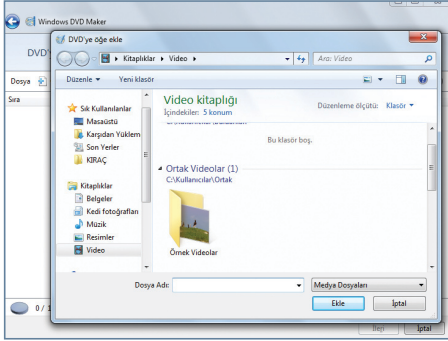 Windows DVD Maker
DVD'ye öğe ekle
Kitaplıklar ▸ Video
Ara: Video
DVD'
Düzenle
Yeni klasör
Dosya
Sıra
Sık Kullanılanlar
Masaüstü
Karşıdan Yüklem
Son Yerler
KIRAÇ
Kitaplıklar
Belgeler
Kedi fotoğrafları
Müzik
Resimler
Video
Video kitaplığı
İçindekiler: 5 konum
Düzenleme ölçütü: Klasör
Bu klasör boş.
Ortak Videolar (1)
C:\Kullanıcılar\Ortak
Örnek Videolar
Dosya Adı:
Medya Dosyaları
Ekle
İptal
0 / 1
İleri
İptal